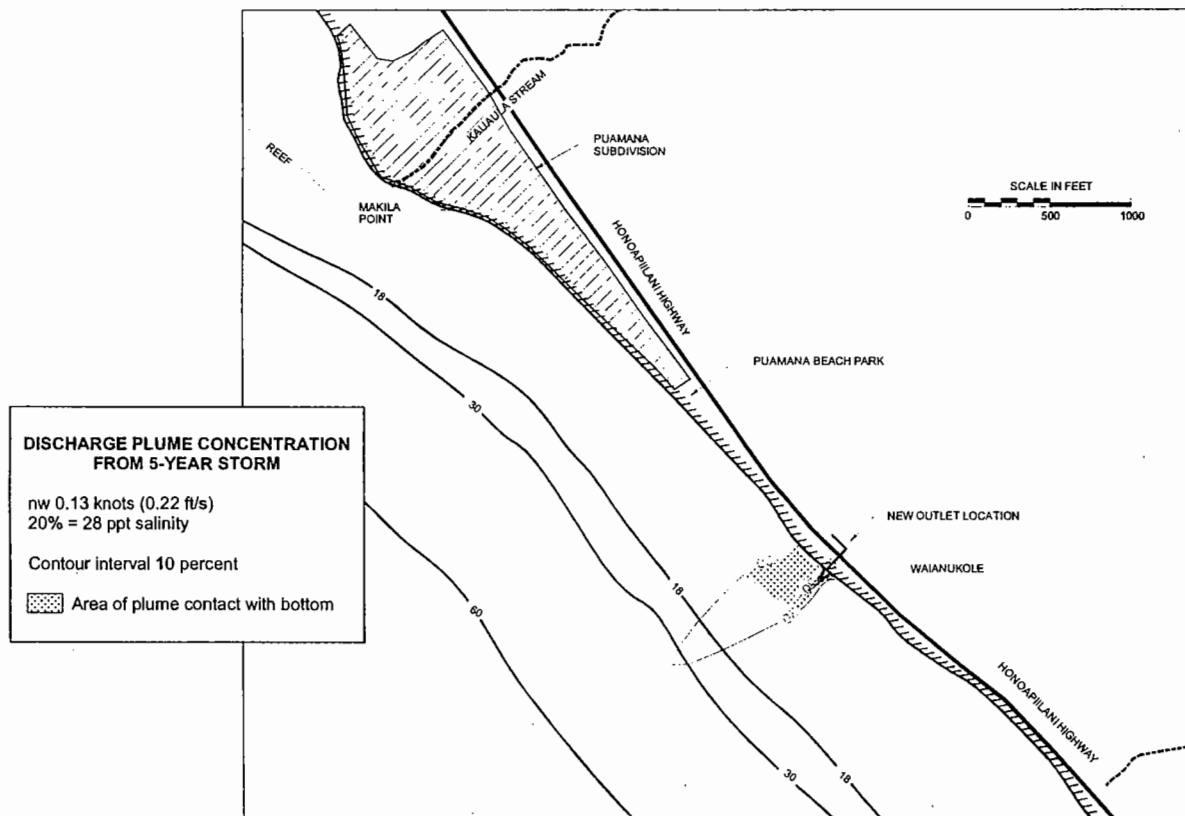 KAUAULA STREAM
PUAMANA
SUBDIVISION
REEF
MAKILA
POINT
SCALE IN FEET
0 500 1000
HONOAPIILANI HIGHWAY
18
30
PUAMANA BEACH PARK
DISCHARGE PLUME CONCENTRATION
FROM 5-YEAR STORM
nw 0.13 knots (0.22 ft/s)
20% = 28 ppt salinity
Contour interval 10 percent
Area of plume contact with bottom
NEW OUTLET LOCATION
WAIANUKOLE
18
60
30
HONOAPIILANI HIGHWAY
18
30